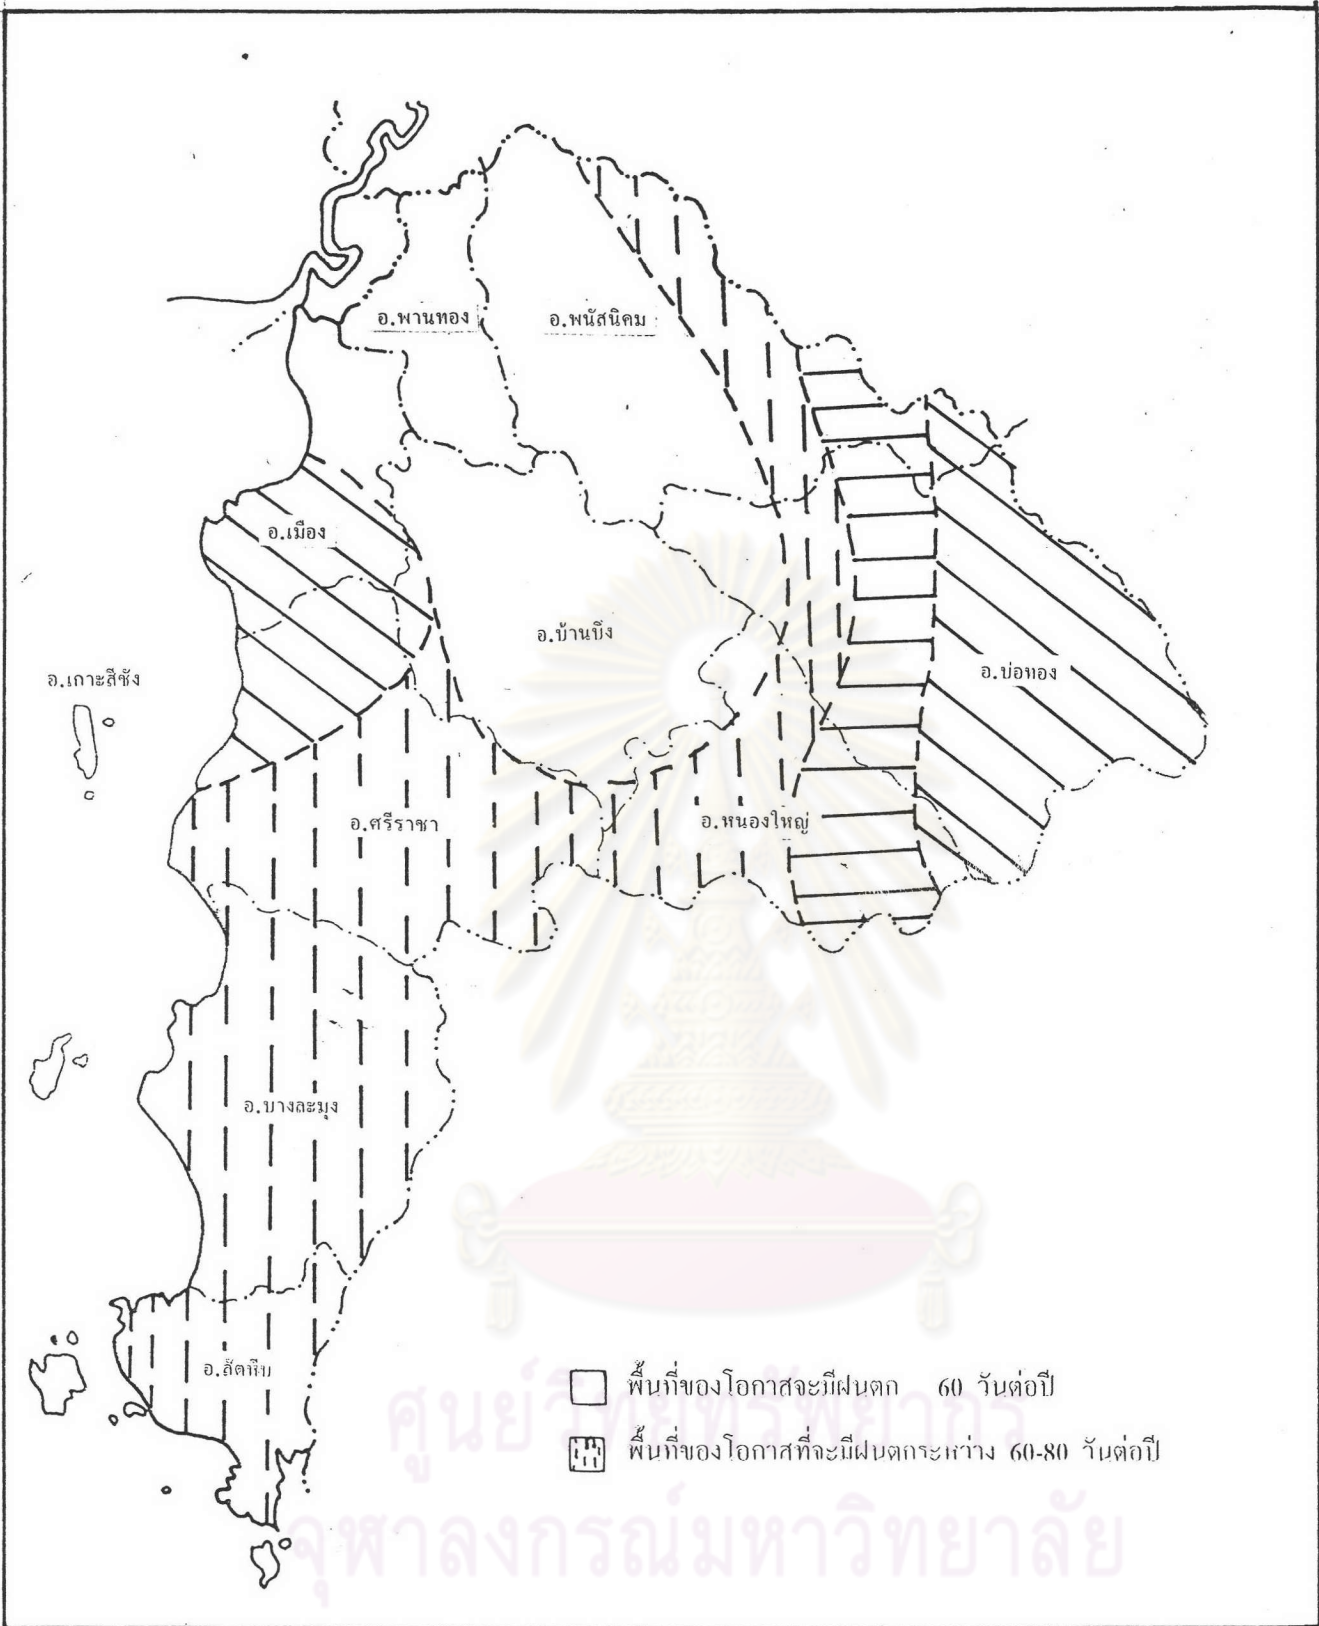 อ.พานทอง
อ.พนัสนิคม
อ.เมือง
อ.บ้านบึง
อ.บ่อทอง
อ.เกาะสีชัง
อ.ศรีราชา
อ.หนองใหญ่
อ.บางละมุง
อ.สัตหีบ
พื้นที่ของโอกาสจะมีฝนตก 60 วันต่อปี
พื้นที่ของโอกาสที่จะมีฝนตกระหว่าง 60-80 วันต่อปี
ศูนย์วิทยทรัพยากร
จุฬาลงกรณ์มหาวิทยาลัย